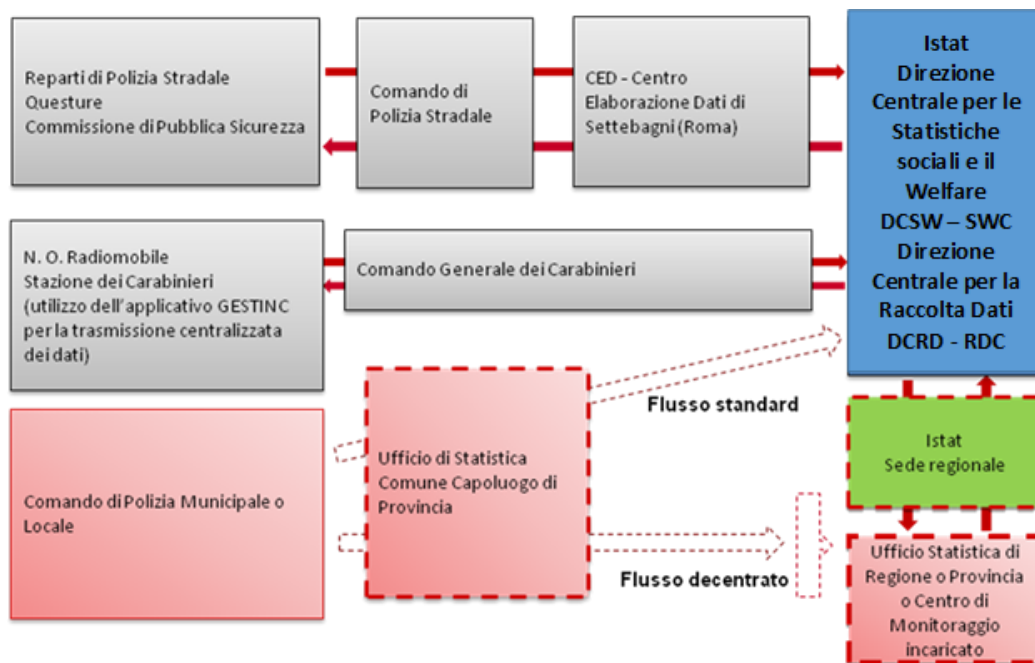 Reparti di Polizia Stradale
Questure
Commissione di Pubblica Sicurezza
Comando di
Polizia Stradale
CED - Centro
Elaborazione Dati di
Settebagni (Roma)
Istat
Direzione
Centrale per le
Statistiche
sociali e il
Welfare
DCSW – SWC
Direzione
Centrale per la
Raccolta Dati
DCRD - RDC
N. O. Radiomobile
Stazione dei Carabinieri
(utilizzo dell'applicativo GESTINC
per la trasmissione centralizzata
dei dati)
Comando Generale dei Carabinieri
Flusso standard
Comando di Polizia Municipale o
Locale
Ufficio di Statistica
Comune Capoluogo di
Provincia
Flusso decentrato
Istat
Sede regionale
Ufficio Statistica di
Regione o Provincia
o Centro di
Monitoraggio
incaricato